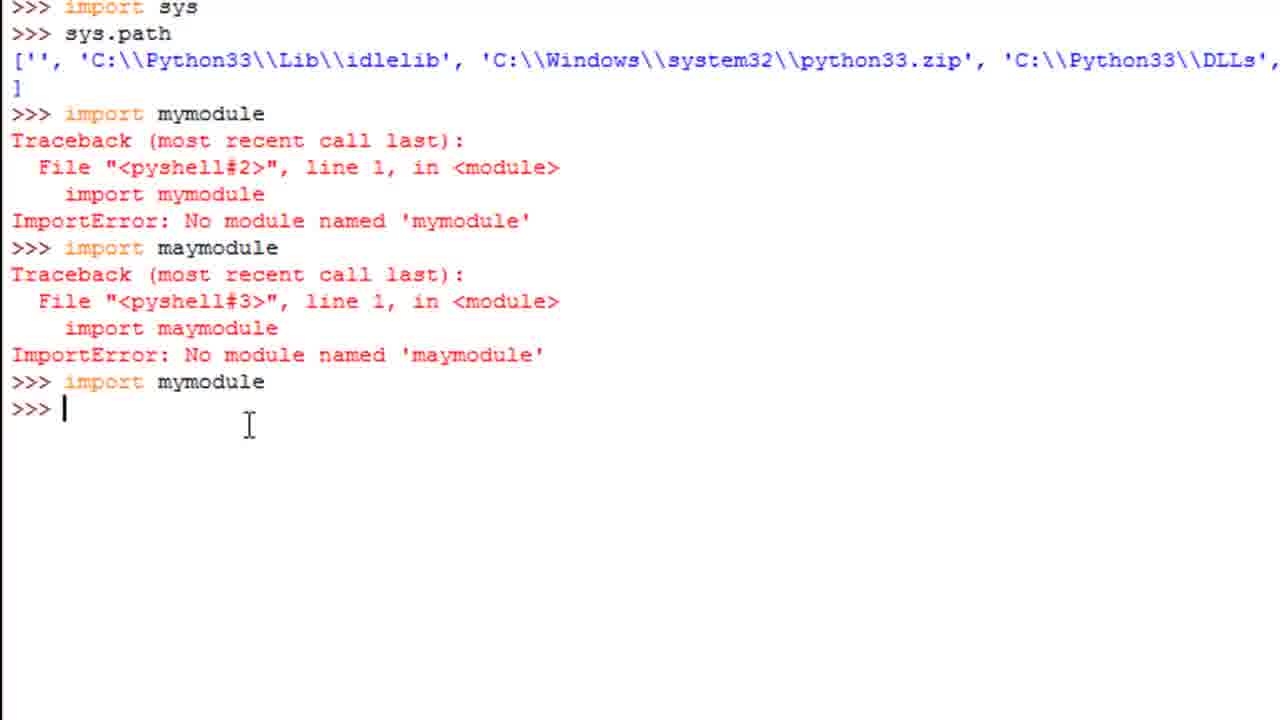 >>> import sys
>>> sys.path
['', 'C:\\Python33\\Lib\\idlelib', 'C:\\Windows\\system32\\python33.zip', 'C:\\Python33\\DLLs',
]
>>> import mymodule
Traceback (most recent call last):
  File "<pyshell#2>", line 1, in <module>
    import mymodule
ImportError: No module named 'mymodule'
>>> import maymodule
Traceback (most recent call last):
  File "<pyshell#3>", line 1, in <module>
    import maymodule
ImportError: No module named 'maymodule'
>>> import mymodule
>>>